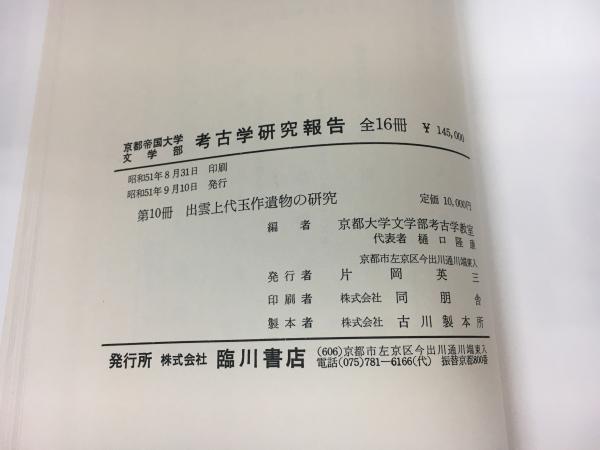 京都帝国大学文学部 考古学研究報告 全16冊 ¥ 145,000
昭和51年8月31日 印刷
昭和51年9月10日 発行
第10冊 出雲上代玉作遺物の研究 定価 10,000円
編者 京都大学文学部考古学教室
代表者 樋口隆康
京都市左京区今出川通川端東入
発行者 片岡英三
印刷者 株式会社 同朋舎
製本者 株式会社 古川製本所
発行所 株式会社 臨川書店 (606)京都市左京区今出川通川端東入
電話(075)781―6166(代) 振替京都800番